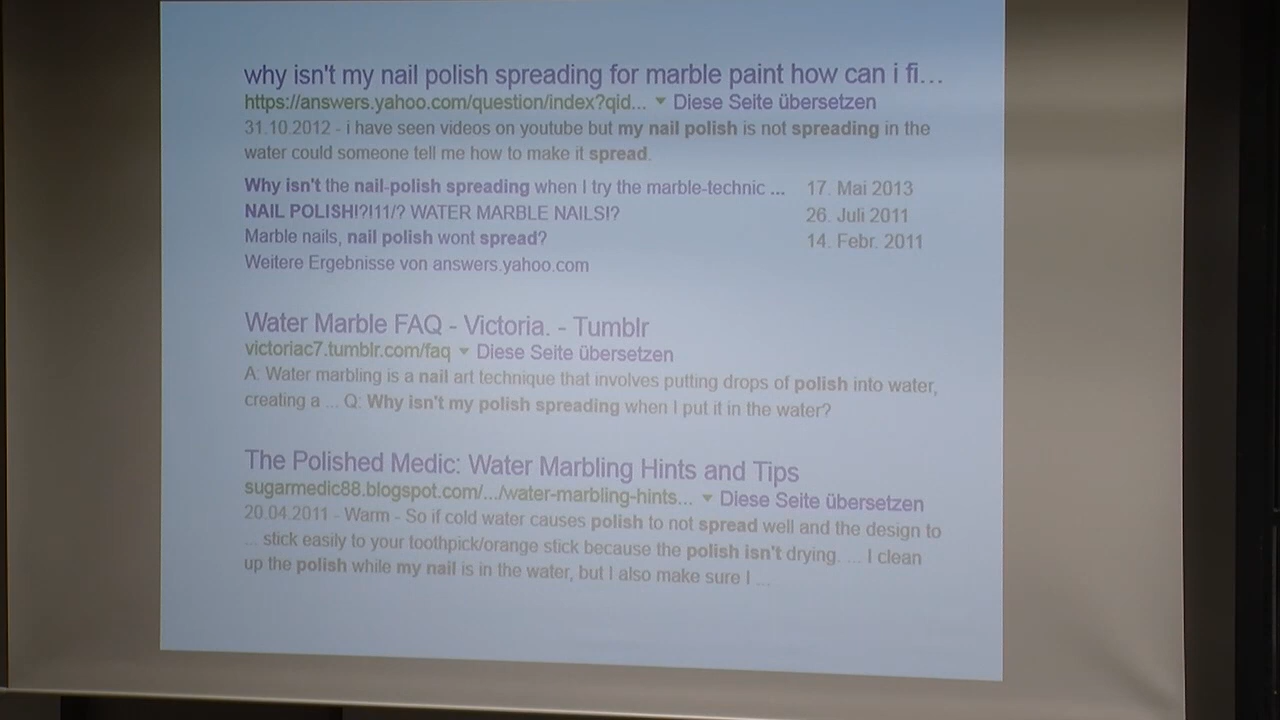 why isn't my nail polish spreading for marble paint how can i fi...
https://answers.yahoo.com/question/index?qid... ▼ Diese Seite übersetzen
31.10.2012 - i have seen videos on youtube but my nail polish is not spreading in the
water could someone tell me how to make it spread.
Why isn't the nail-polish spreading when I try the marble-technic ... 17. Mai 2013
NAIL POLISH!?!11/? WATER MARBLE NAILS!? 26. Juli 2011
Marble nails, nail polish wont spread? 14. Febr. 2011
Weitere Ergebnisse von answers.yahoo.com
Water Marble FAQ - Victoria. - Tumblr
victoriac7.tumblr.com/faq ▼ Diese Seite übersetzen
A: Water marbling is a nail art technique that involves putting drops of polish into water,
creating a ... Q: Why isn't my polish spreading when I put it in the water?
The Polished Medic: Water Marbling Hints and Tips
sugarmedic88.blogspot.com/.../water-marbling-hints... ▼ Diese Seite übersetzen
20.04.2011 - Warm - So if cold water causes polish to not spread well and the design to
... stick easily to your toothpick/orange stick because the polish isn't drying. ... I clean
up the polish while my nail is in the water, but I also make sure I ...